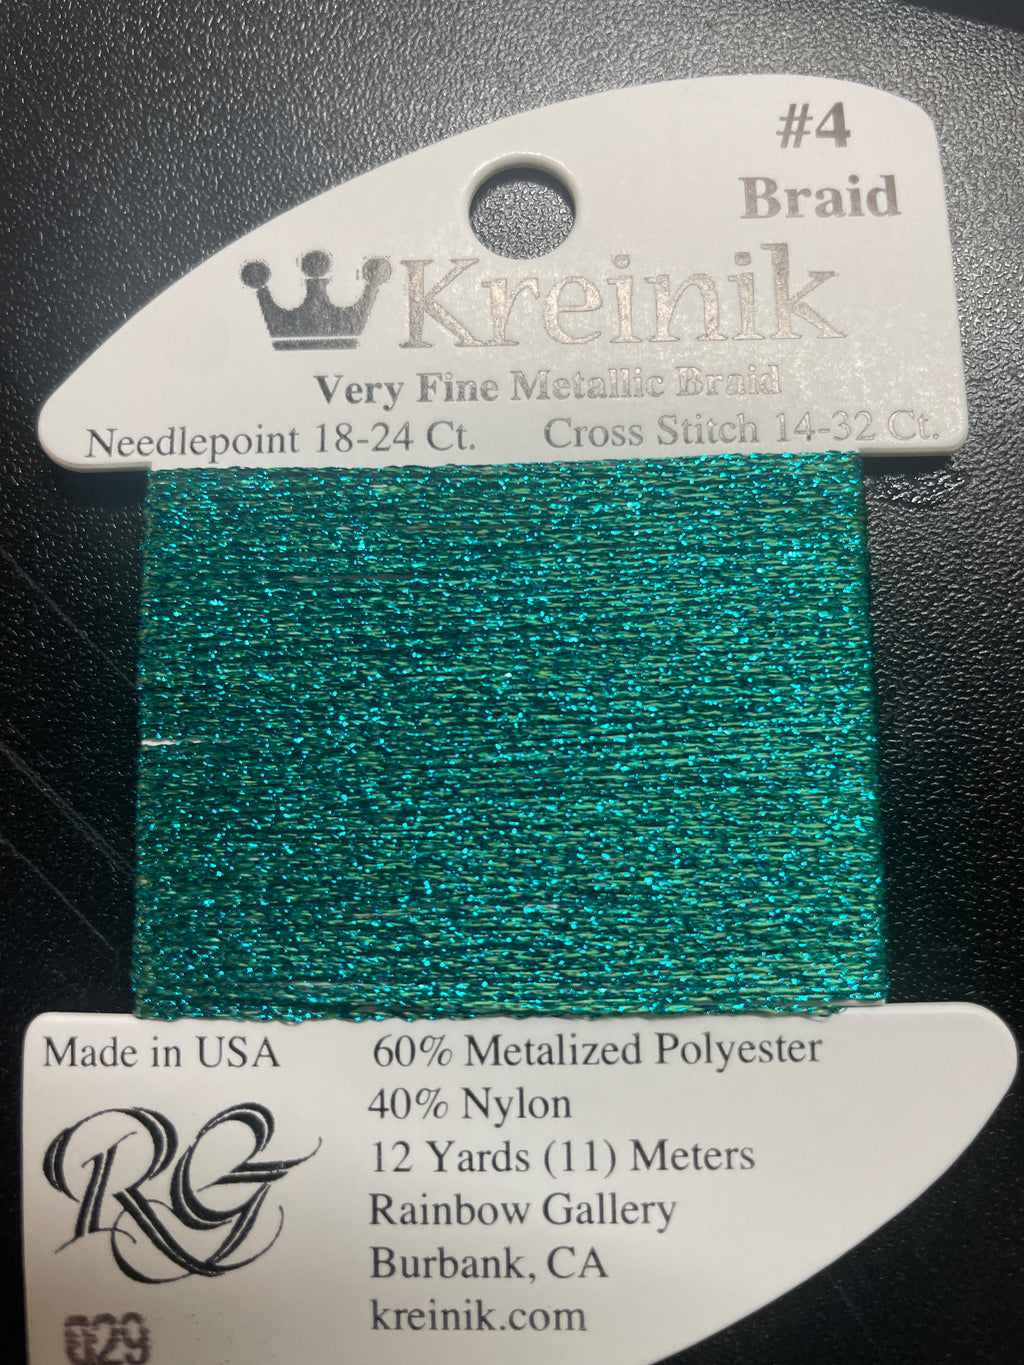 #4
Braid
Kreinik
Very Fine Metallic Braid
Needlepoint 18-24 Ct. Cross Stitch 14-32 Ct.
Made in USA
60% Metalized Polyester
40% Nylon
12 Yards (11) Meters
Rainbow Gallery
Burbank, CA
kreinik.com
RG
029